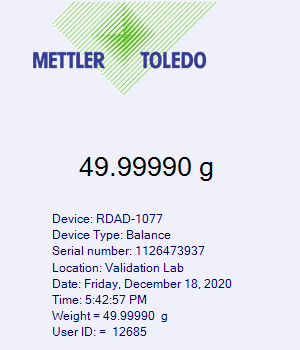 METTLER TOLEDO
49.99990 g
Device: RDAD-1077
Device Type: Balance
Serial number: 1126473937
Location: Validation Lab
Date: Friday, December 18, 2020
Time: 5:42:57 PM
Weight = 49.99990 g
User ID: = 12685